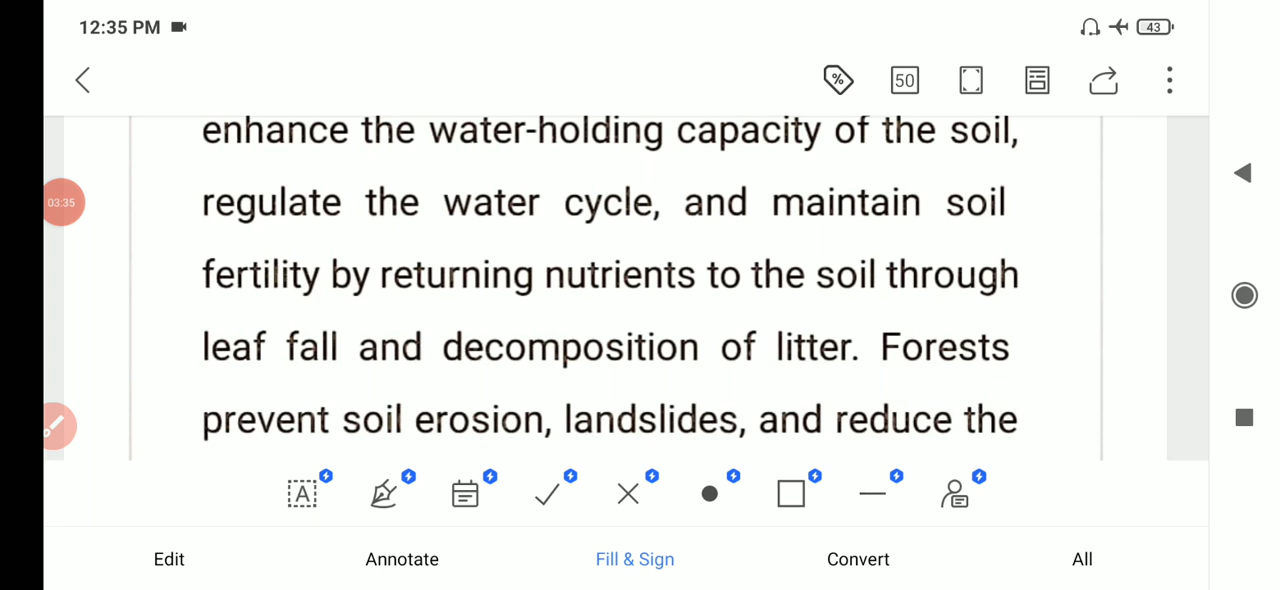 12:35 PM
43
50
enhance the water-holding capacity of the soil,
03:35
regulate the water cycle, and maintain soil
fertility by returning nutrients to the soil through
leaf fall and decomposition of litter. Forests
prevent soil erosion, landslides, and reduce the
A
Edit Annotate Fill & Sign Convert All